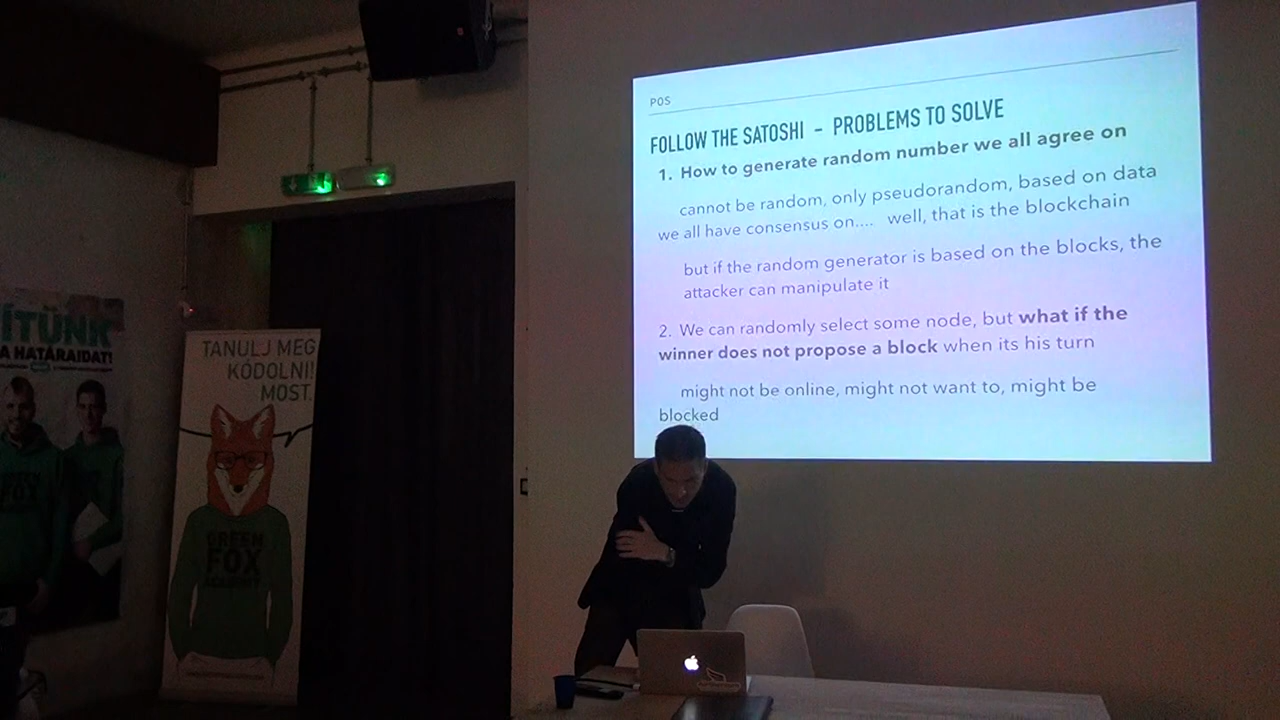 POS
FOLLOW THE SATOSHI – PROBLEMS TO SOLVE
1. How to generate random number we all agree on
cannot be random, only pseudorandom, based on data
we all have consensus on.... well, that is the blockchain
but if the random generator is based on the blocks, the
attacker can manipulate it
2. We can randomly select some node, but what if the
winner does not propose a block when its his turn
might not be online, might not want to, might be
blocked
ÍTÜNK
A HATÁRAIDAT!
TANULJ MEG
KÓDOLNI!
MOST.
GREEN
FOX
ACADEMY